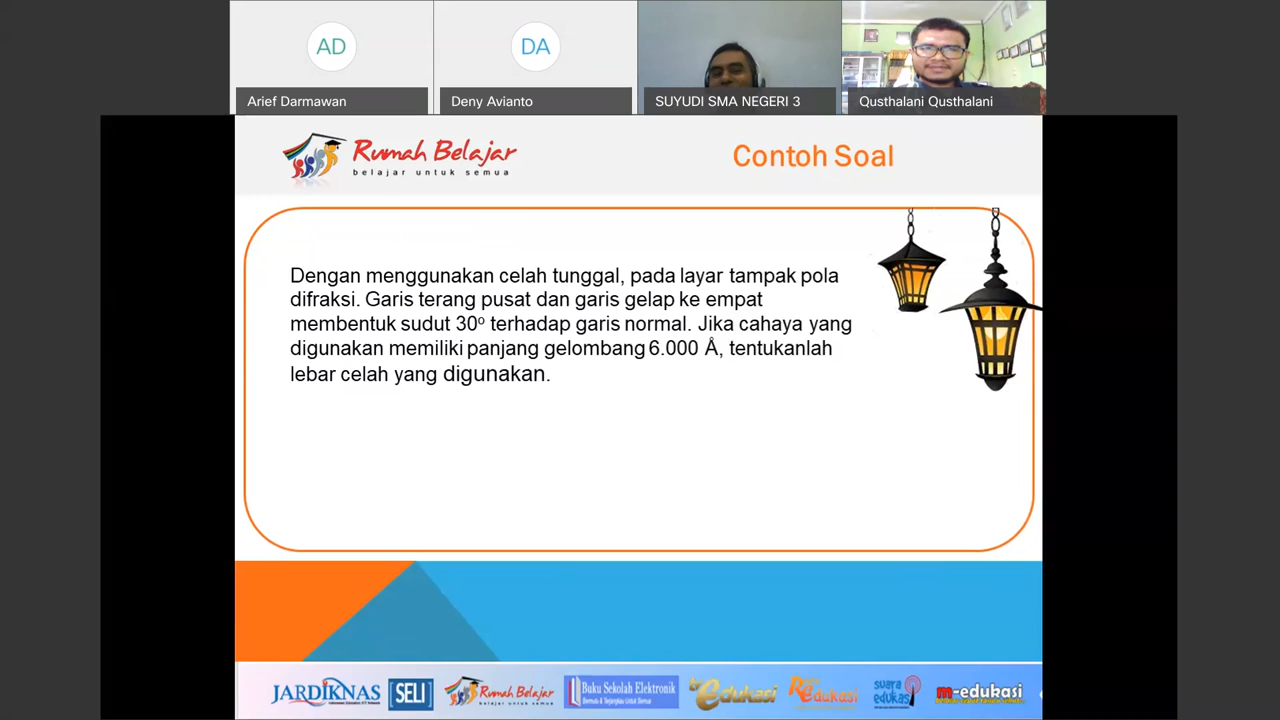 AD
DA
Arief Darmawan
Deny Avianto
SUYUDI SMA NEGERI 3
Qusthalani Qusthalani
Rumah Belajar
belajar untuk semua
Contoh Soal
Dengan menggunakan celah tunggal, pada layar tampak pola
difraksi. Garis terang pusat dan garis gelap ke empat
membentuk sudut 30º terhadap garis normal. Jika cahaya yang
digunakan memiliki panjang gelombang 6.000 Å, tentukanlah
lebar celah yang digunakan.
JARDIKNAS
SELI
Rumah Belajar
Buku Sekolah Elektronik
tv Edukasi
Radio Edukasi
suara edukasi
m-edukasi